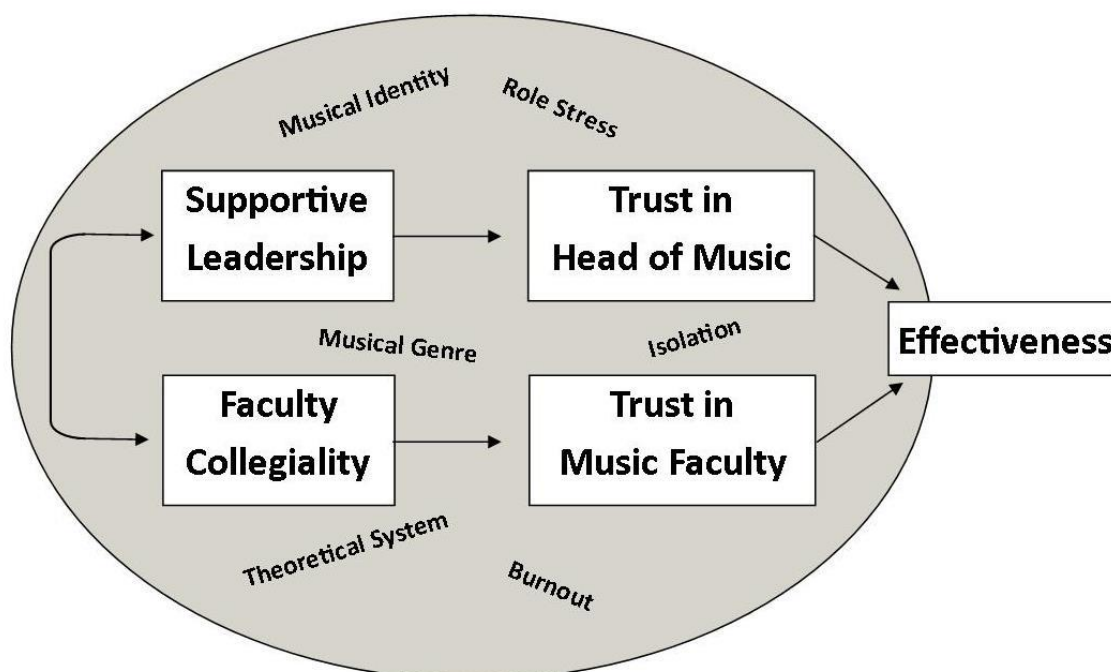 Musical Identity
Role Stress
Supportive
Leadership
Trust in
Head of Music
Musical Genre
Isolation
Effectiveness
Faculty
Collegiality
Trust in
Music Faculty
Theoretical System
Burnout